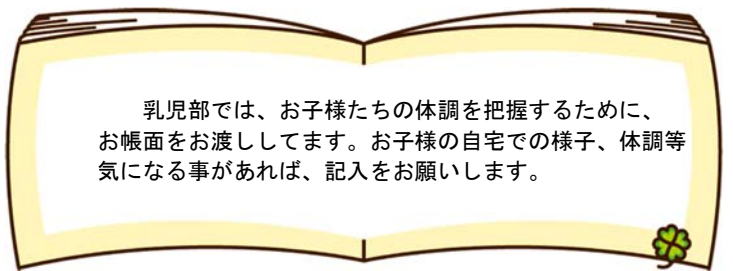 乳児部では、お子様たちの体調を把握するために、
お帳面をお渡ししてます。お子様の自宅での様子、体調等
気になる事があれば、記入をお願いします。